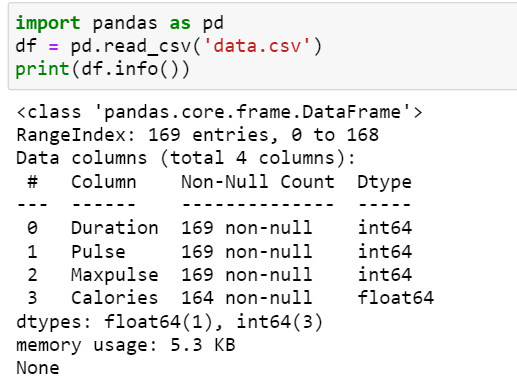 import pandas as pd
df = pd.read_csv('data.csv')
print(df.info())
<class 'pandas.core.frame.DataFrame'>
RangeIndex: 169 entries, 0 to 168
Data columns (total 4 columns):
 #   Column    Non-Null Count  Dtype
---  ------    --------------  -----
 0   Duration  169 non-null    int64
 1   Pulse     169 non-null    int64
 2   Maxpulse  169 non-null    int64
 3   Calories  164 non-null    float64
dtypes: float64(1), int64(3)
memory usage: 5.3 KB
None